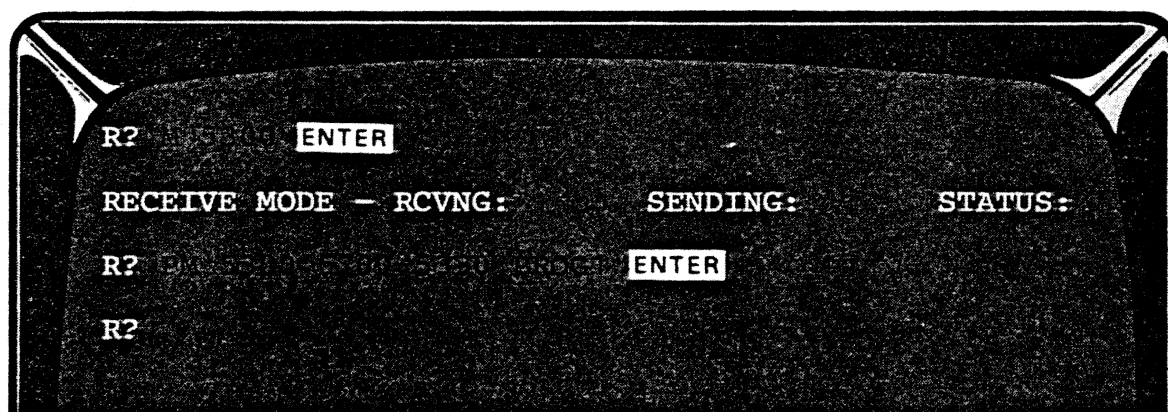 R? ENTER
RECEIVE MODE — RCVNG: SENDING: STATUS:
R? ENTER
R?